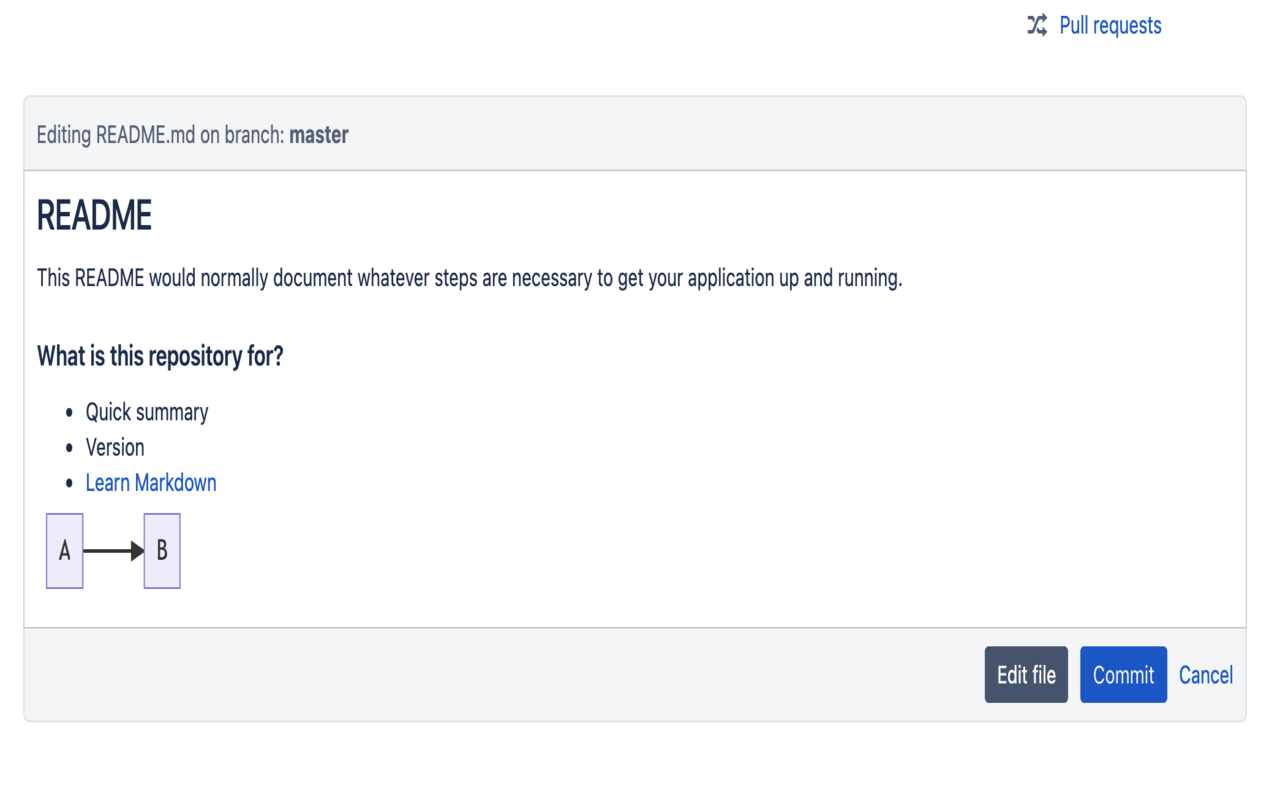 Pull requests
Editing README.md on branch: master
README
This README would normally document whatever steps are necessary to get your application up and running.
What is this repository for?
Quick summary
Version
Learn Markdown
A B
Edit file Commit Cancel